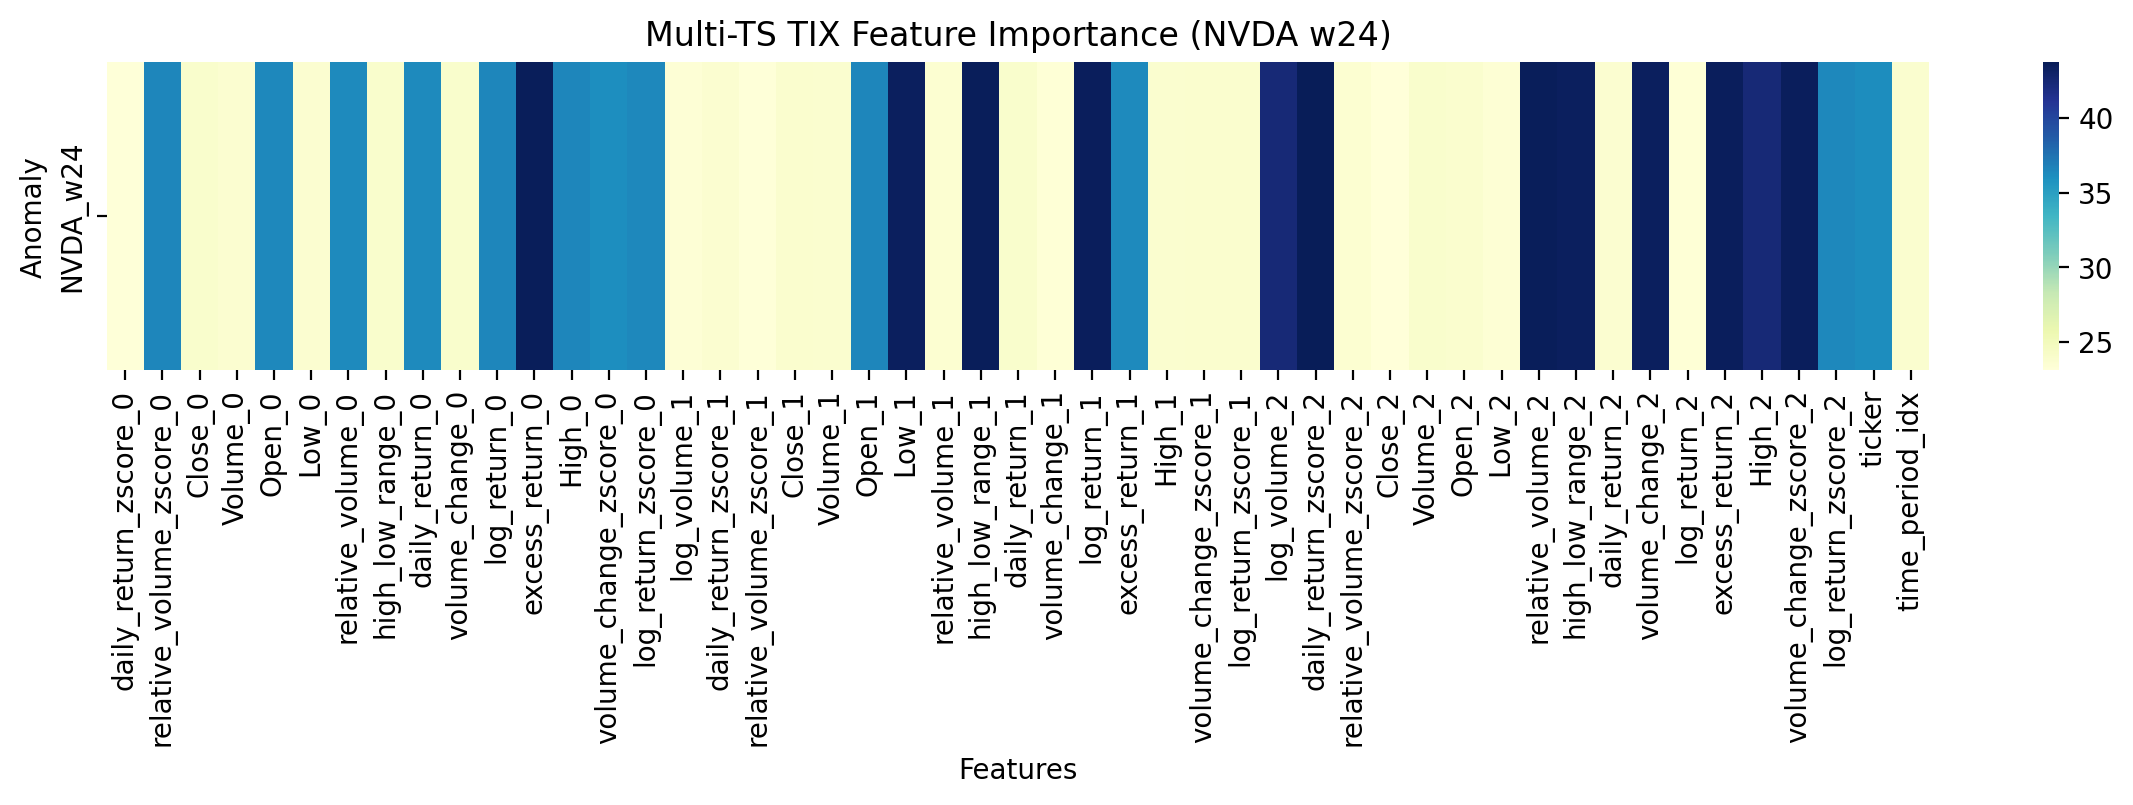 Multi-TS TIX Feature Importance (NVDA w24)
Anomaly
NVDA_w24
40
35
30
25
daily_return_zscore_0
relative_volume_zscore_0
Close_0
Volume_0
Open_0
Low_0
relative_volume_0
high_low_range_0
daily_return_0
volume_change_0
log_return_0
excess_return_0
High_0
volume_change_zscore_0
log_return_zscore_0
log_volume_1
daily_return_zscore_1
relative_volume_zscore_1
Close_1
Volume_1
Open_1
Low_1
relative_volume_1
high_low_range_1
daily_return_1
volume_change_1
log_return_1
excess_return_1
High_1
volume_change_zscore_1
log_return_zscore_1
log_volume_2
daily_return_zscore_2
relative_volume_zscore_2
Close_2
Volume_2
Open_2
Low_2
relative_volume_2
high_low_range_2
daily_return_2
volume_change_2
log_return_2
excess_return_2
High_2
volume_change_zscore_2
log_return_zscore_2
ticker
time_period_idx
Features